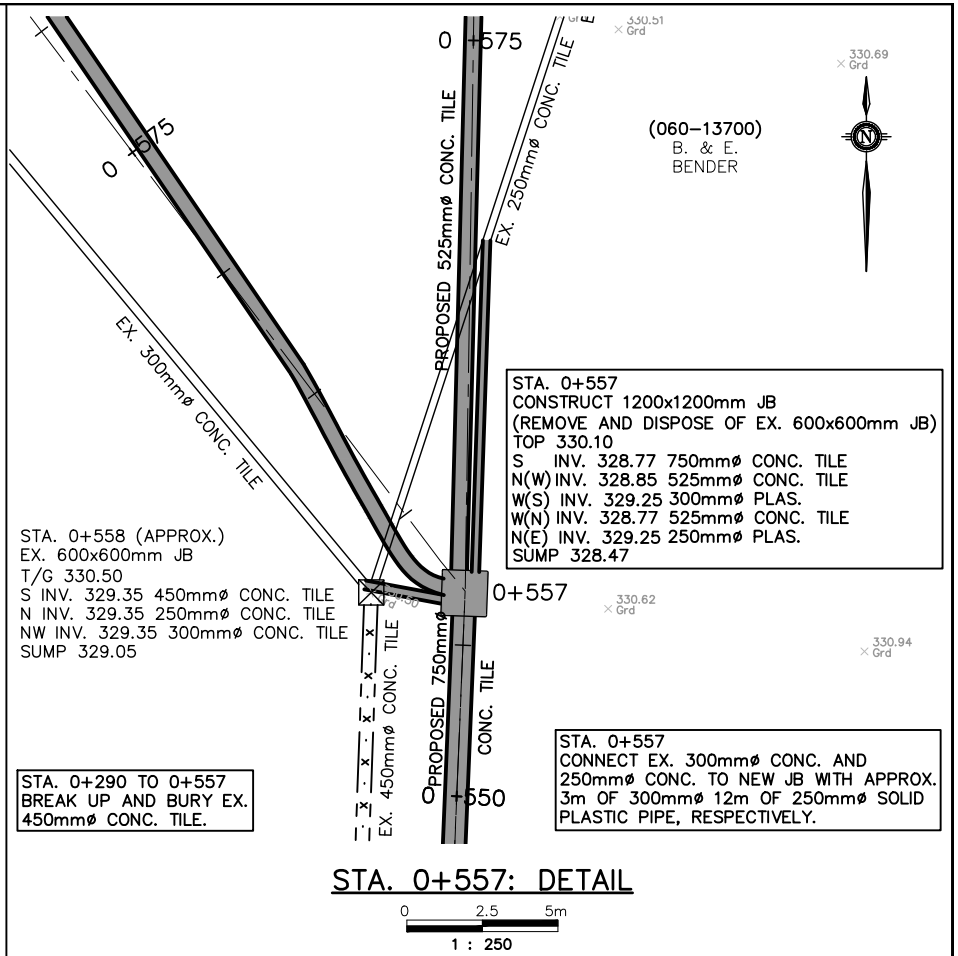 330.51
Grd
330.69
Grd
0 +575
0 +575
EX. 250mmø CONC. TILE
PROPOSED 525mmø CONC. TILE
(060-13700)
B. & E.
BENDER
N
EX. 300mmø CONC. TILE
STA. 0+557
CONSTRUCT 1200x1200mm JB
(REMOVE AND DISPOSE OF EX. 600x600mm JB)
TOP 330.10
S INV. 328.77 750mmø CONC. TILE
N(W) INV. 328.85 525mmø CONC. TILE
W(S) INV. 329.25 300mmø PLAS.
W(N) INV. 328.77 525mmø CONC. TILE
N(E) INV. 329.25 250mmø PLAS.
SUMP 328.47
STA. 0+558 (APPROX.)
EX. 600x600mm JB
T/G 330.50
S INV. 329.35 450mmø CONC. TILE
N INV. 329.35 250mmø CONC. TILE
NW INV. 329.35 300mmø CONC. TILE
SUMP 329.05
0+557
330.62
Grd
330.94
Grd
EX. 450mmø CONC. TILE
PROPOSED 750mmø
CONC. TILE
0 +550
STA. 0+290 TO 0+557
BREAK UP AND BURY EX.
450mmø CONC. TILE.
STA. 0+557
CONNECT EX. 300mmø CONC. AND
250mmø CONC. TO NEW JB WITH APPROX.
3m OF 300mmø 12m OF 250mmø SOLID
PLASTIC PIPE, RESPECTIVELY.
STA. 0+557: DETAIL
0 2.5 5m
1 : 250